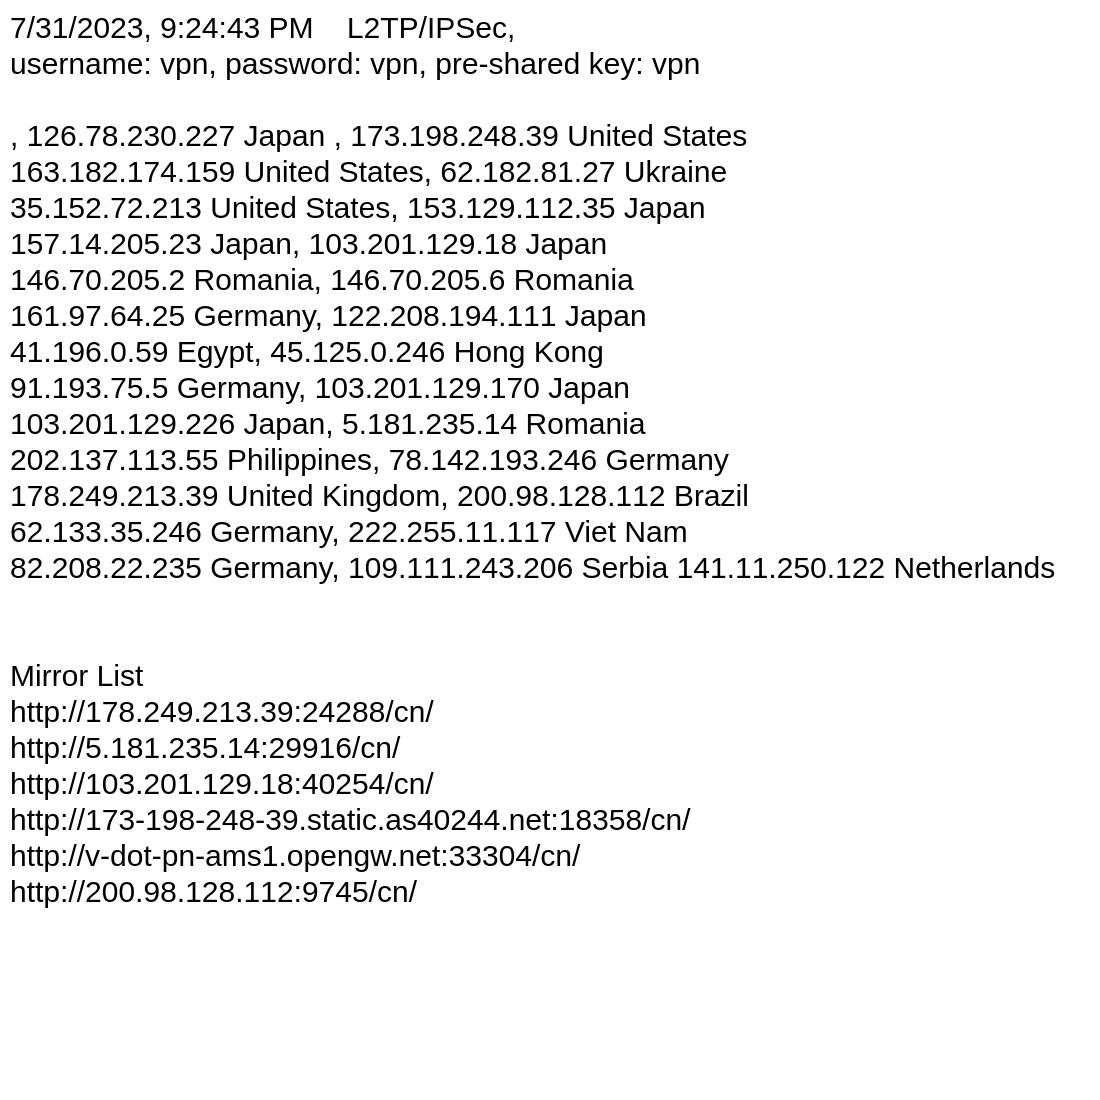 7/31/2023, 9:24:43 PM    L2TP/IPSec,
username: vpn, password: vpn, pre-shared key: vpn
, 126.78.230.227 Japan , 173.198.248.39 United States
163.182.174.159 United States, 62.182.81.27 Ukraine
35.152.72.213 United States, 153.129.112.35 Japan
157.14.205.23 Japan, 103.201.129.18 Japan
146.70.205.2 Romania, 146.70.205.6 Romania
161.97.64.25 Germany, 122.208.194.111 Japan
41.196.0.59 Egypt, 45.125.0.246 Hong Kong
91.193.75.5 Germany, 103.201.129.170 Japan
103.201.129.226 Japan, 5.181.235.14 Romania
202.137.113.55 Philippines, 78.142.193.246 Germany
178.249.213.39 United Kingdom, 200.98.128.112 Brazil
62.133.35.246 Germany, 222.255.11.117 Viet Nam
82.208.22.235 Germany, 109.111.243.206 Serbia 141.11.250.122 Netherlands
Mirror List
http://178.249.213.39:24288/cn/
http://5.181.235.14:29916/cn/
http://103.201.129.18:40254/cn/
http://173-198-248-39.static.as40244.net:18358/cn/
http://v-dot-pn-ams1.opengw.net:33304/cn/
http://200.98.128.112:9745/cn/